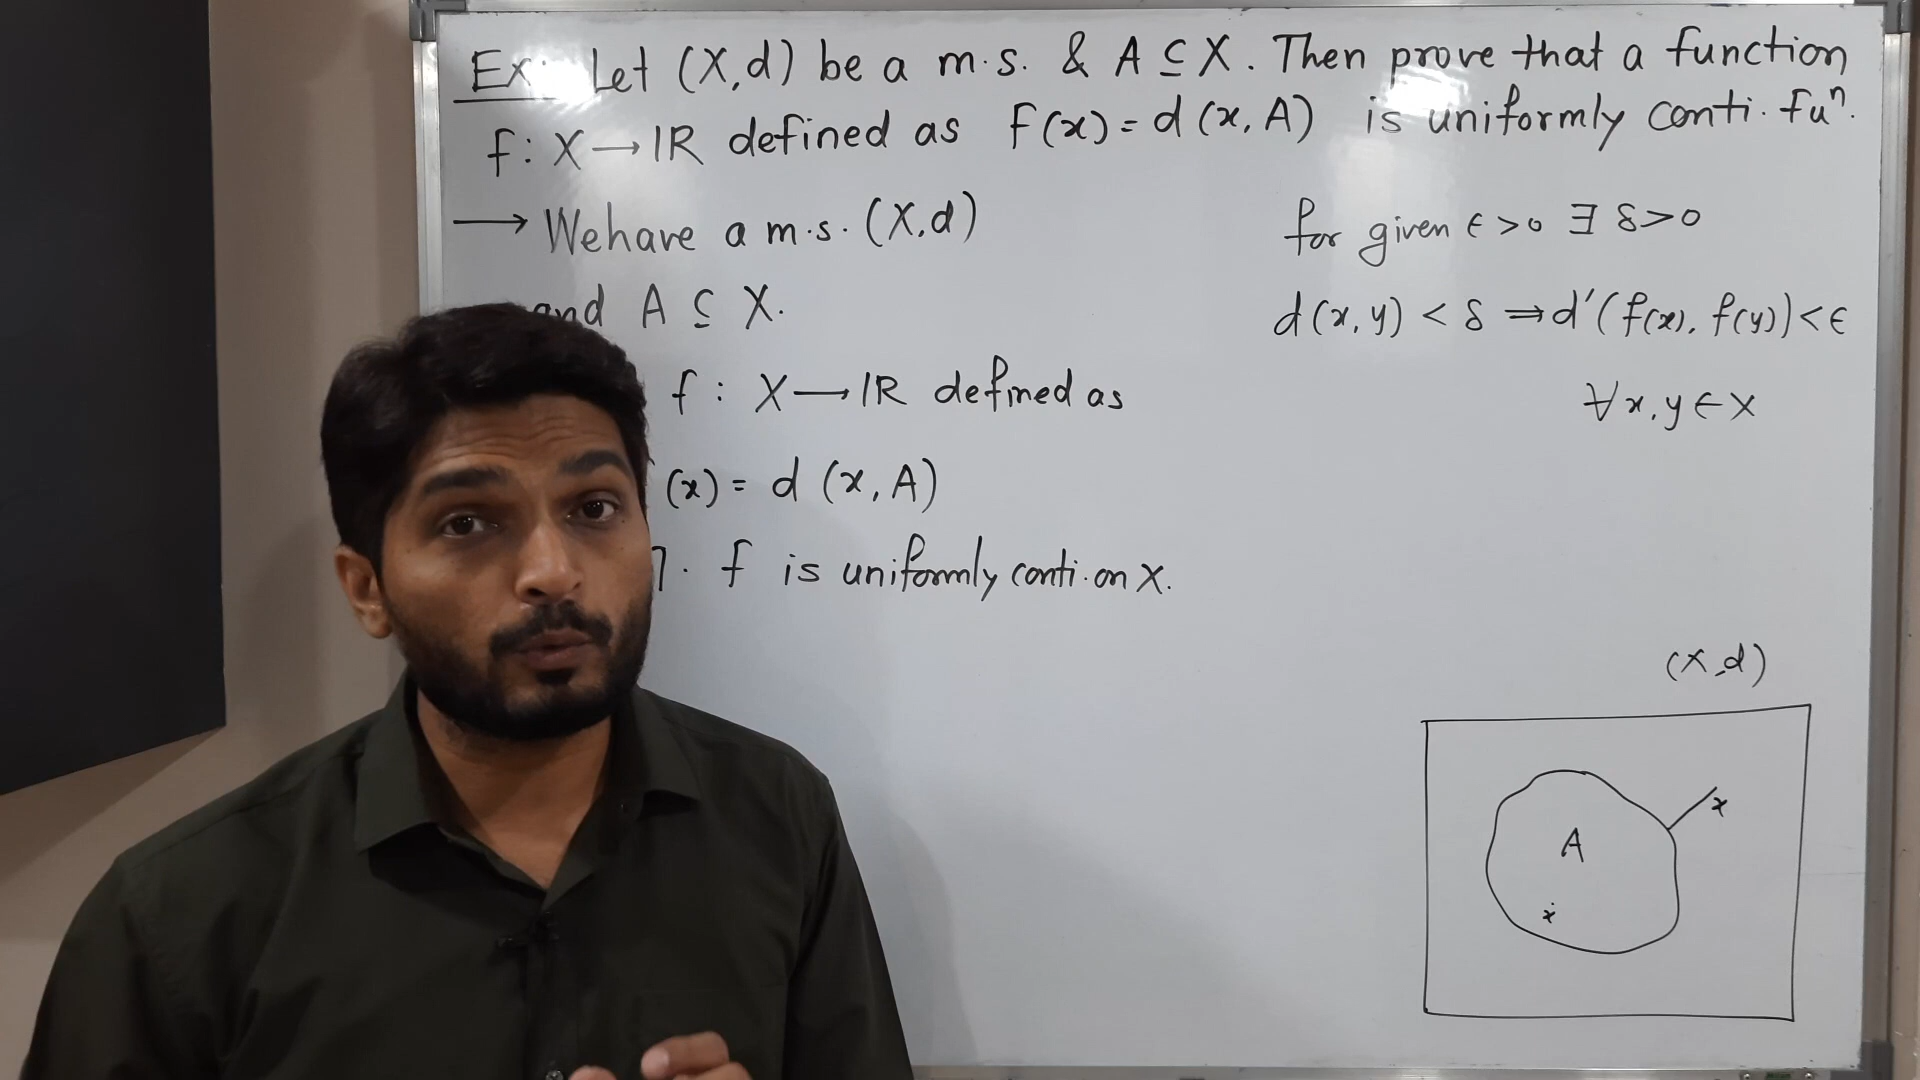 Ex: Let (X,d) be a m.s. & A ⊆ X. Then prove that a function
f: X → IR defined as f(x) = d(x, A) is uniformly conti. fuⁿ.
→ We have a m.s. (X,d)
and A ⊆ X.
f : X → IR defined as
(x) = d (x, A)
f is uniformly conti. on X.
for given ϵ > 0 ∃ δ > 0
d(x, y) < δ ⇒ d′(f(x), f(y)) < ϵ
∀ x, y ∈ X
(X, d)
A
x
x